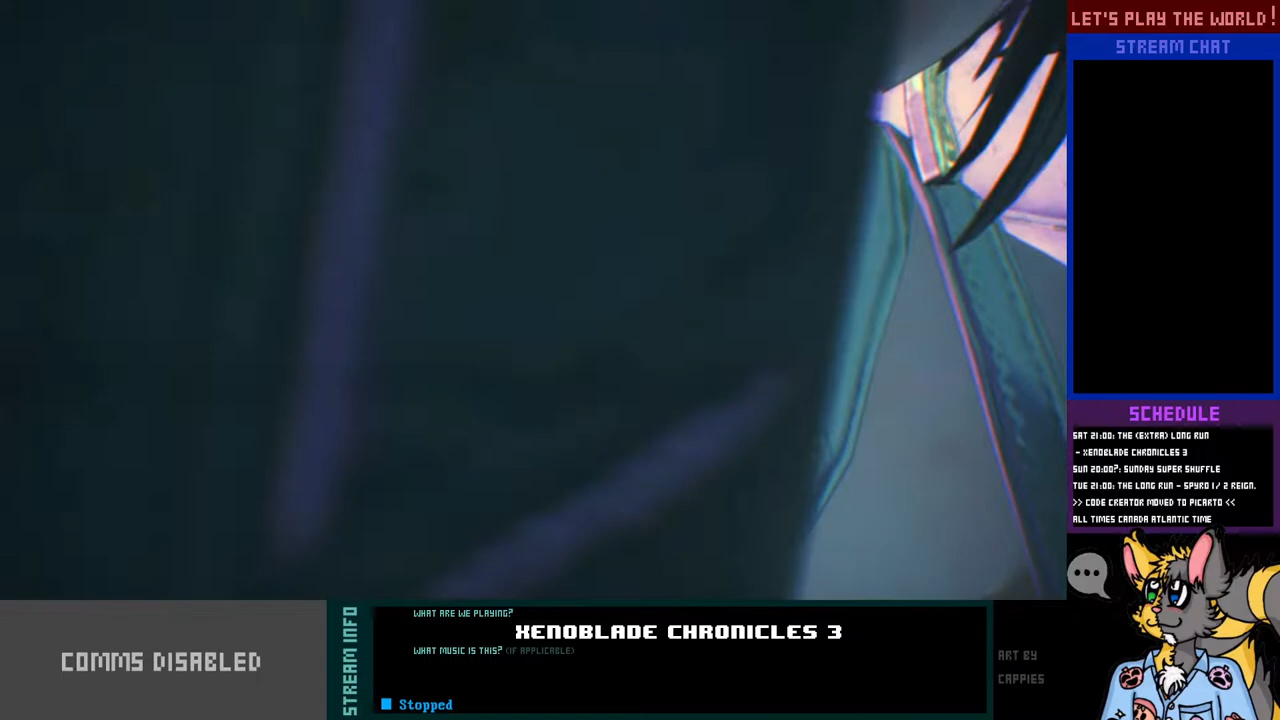 LET'S PLAY THE WORLD!
STREAM CHAT
SCHEDULE
SAT 21:00: THE (EXTRA) LONG RUN
- XENOBLADE CHRONICLES 3
SUN 20:00?: SUNDAY SUPER SHUFFLE
TUE 21:00: THE LONG RUN - SPYRO 1/2 REIGN.
>> CODE CREATOR MOVED TO PICARTO <<
ALL TIMES CANADA ATLANTIC TIME
COMMS DISABLED
STREAM INFO
WHAT ARE WE PLAYING?
XENOBLADE CHRONICLES 3
WHAT MUSIC IS THIS? (IF APPLICABLE)
Stopped
ART BY
CAPPIES